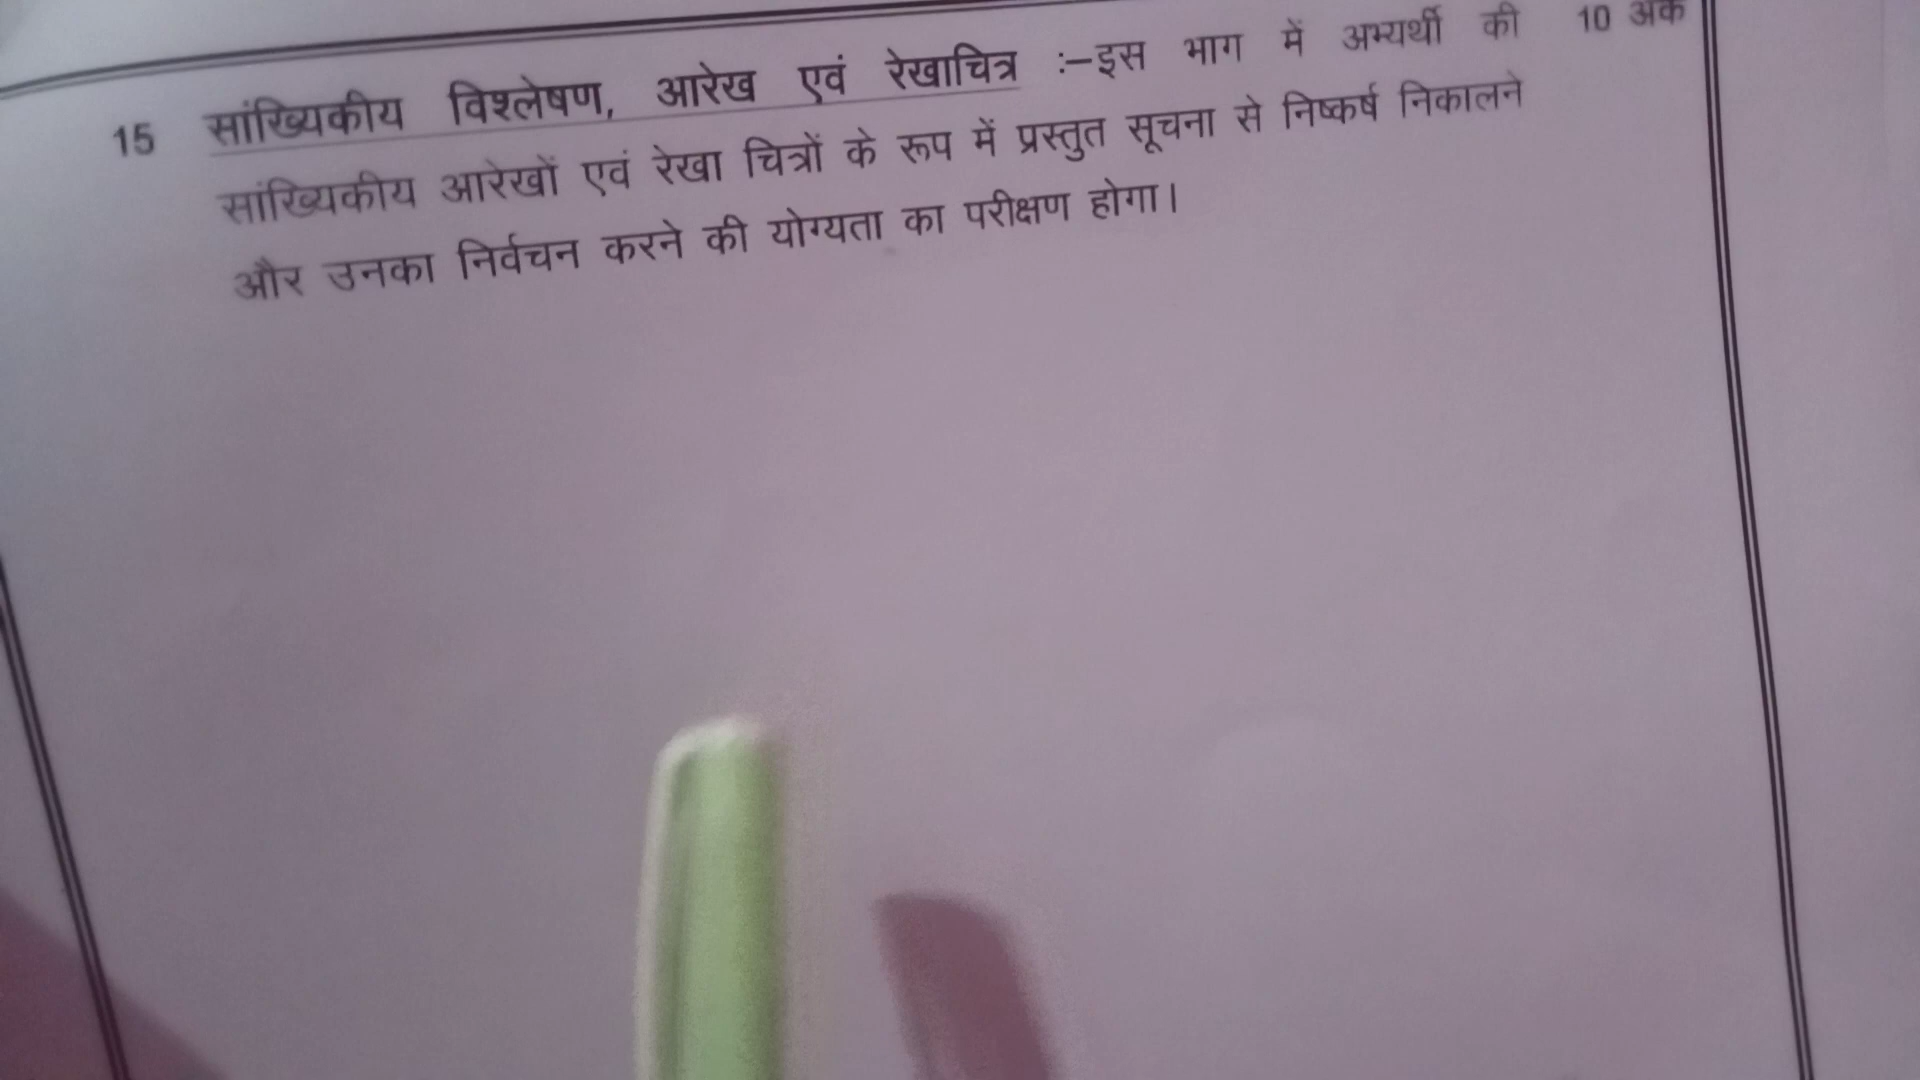 15 सांख्यिकीय विश्लेषण, आरेख एवं रेखाचित्र :–इस भाग में अभ्यर्थी की 10 अंक
सांख्यिकीय आरेखों एवं रेखा चित्रों के रूप में प्रस्तुत सूचना से निष्कर्ष निकालने
और उनका निर्वचन करने की योग्यता का परीक्षण होगा।